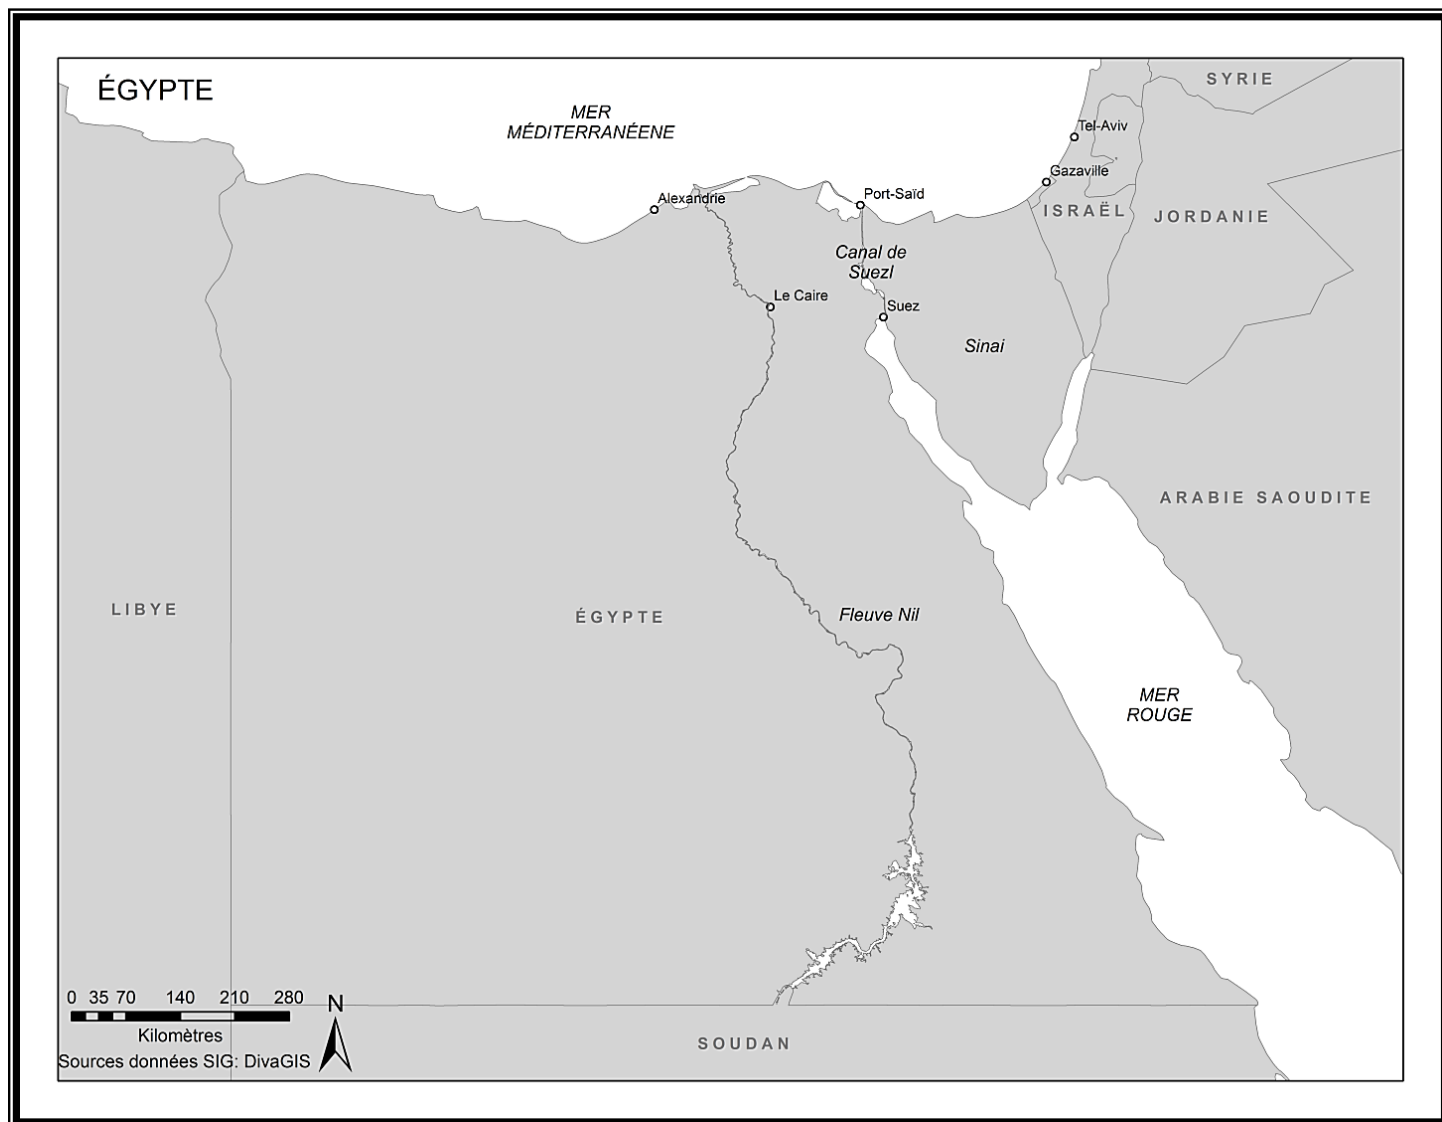 ÉGYPTE
SYRIE
MER
MÉDITERRANÉENE
Tel-Aviv
Gazaville
Alexandrie
Port-Saïd
ISRAËL
JORDANIE
Canal de
Suezl
Le Caire
Suez
Sinai
ARABIE SAOUDITE
LIBYE
ÉGYPTE
Fleuve Nil
MER
ROUGE
0 35 70 140 210 280
N
Kilomètres
Sources données SIG: DivaGIS
SOUDAN